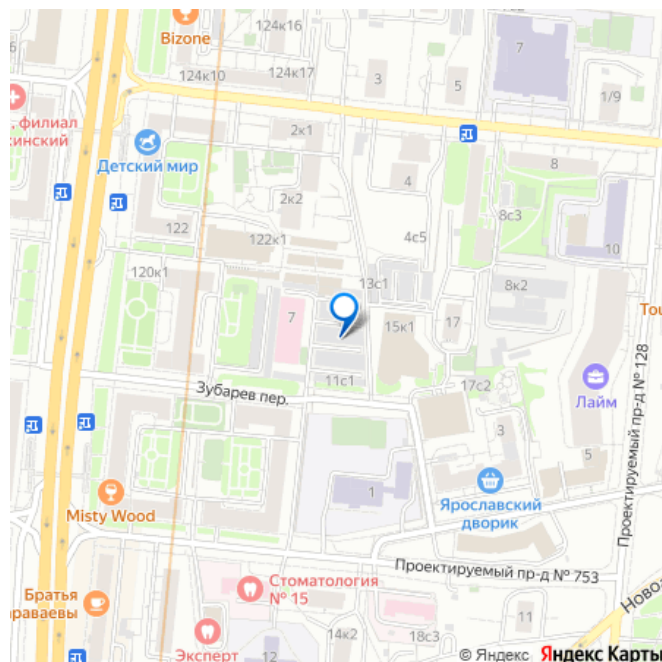 124к16
Bizone
7
124к10
124к17
3
5
1/9
, филиал
кинский
2к1
Детский мир
8
4
2к2
8с3
122
122к1
4с5
10
120к1
13с1
8к2
Tou
7
15к1
17
11с1
17с2
Зубарев пер.
Лайм
Проектируемый пр-д № 128
3
5
1
Ярославский
дворик
Misty Wood
Проектируемый пр-д № 753
Стоматология
№ 15
Братья
араваевы
11
Ново
Эксперт
12
14к2
18с3
© Яндекс Яндекс Карты